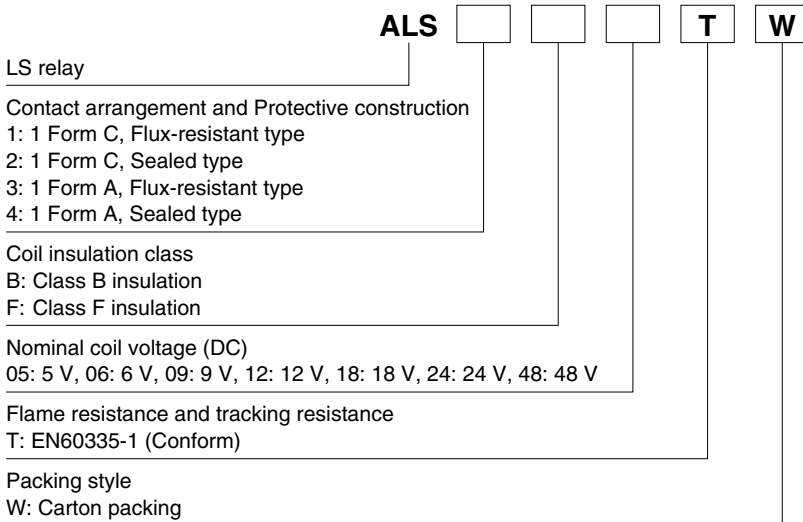 ALS T W
LS relay
Contact arrangement and Protective construction
1: 1 Form C, Flux-resistant type
2: 1 Form C, Sealed type
3: 1 Form A, Flux-resistant type
4: 1 Form A, Sealed type
Coil insulation class
B: Class B insulation
F: Class F insulation
Nominal coil voltage (DC)
05: 5 V, 06: 6 V, 09: 9 V, 12: 12 V, 18: 18 V, 24: 24 V, 48: 48 V
Flame resistance and tracking resistance
T: EN60335-1 (Conform)
Packing style
W: Carton packing